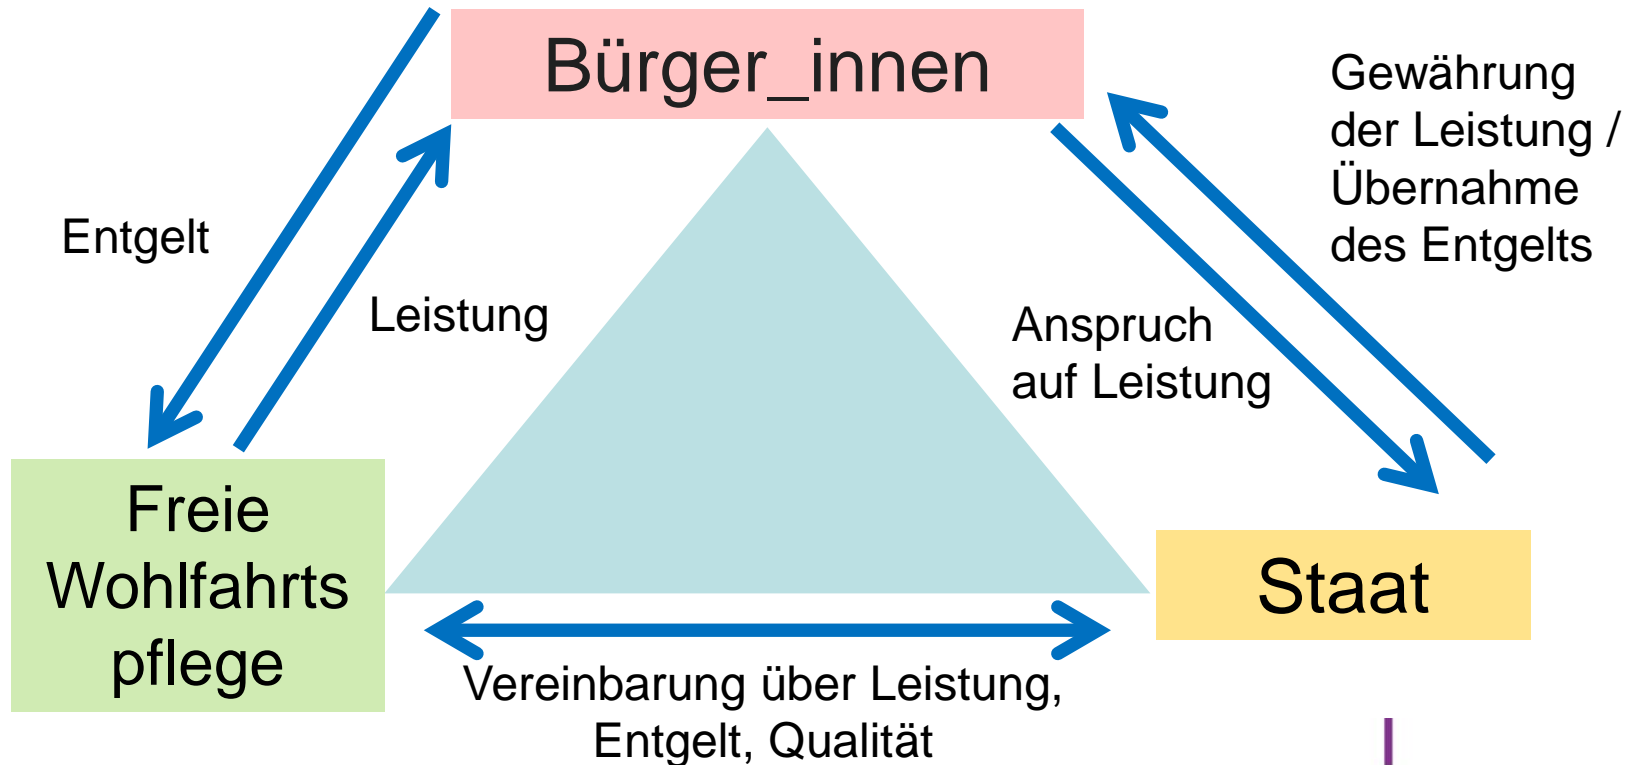 Bürger_innen
Gewährung
der Leistung /
Übernahme
des Entgelts
Entgelt
Leistung
Anspruch
auf Leistung
Freie
Wohlfahrts
pflege
Staat
Vereinbarung über Leistung,
Entgelt, Qualität